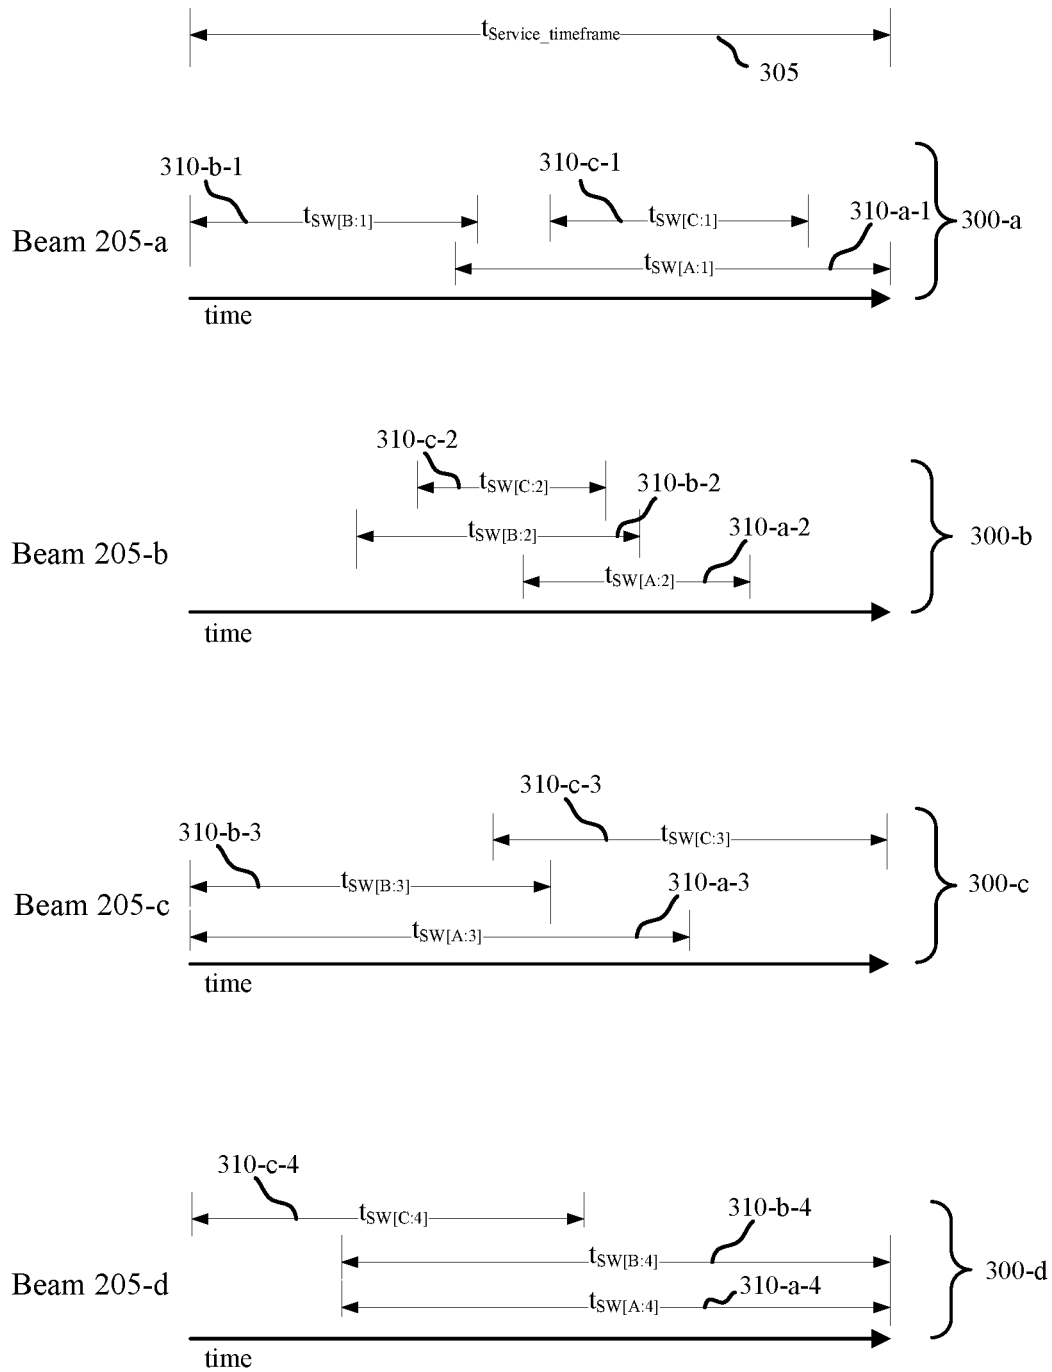 tService_timeframe
305
310-b-1
310-c-1
310-a-1
tSW[B:1]
tSW[C:1]
300-a
Beam 205-a
tSW[A:1]
time
310-c-2
tSW[C:2]
310-b-2
310-a-2
tSW[B:2]
300-b
Beam 205-b
tSW[A:2]
time
310-c-3
310-b-3
tSW[C:3]
tSW[B:3]
310-a-3
300-c
Beam 205-c
tSW[A:3]
time
310-c-4
tSW[C:4]
310-b-4
tSW[B:4]
300-d
Beam 205-d
310-a-4
tSW[A:4]
time